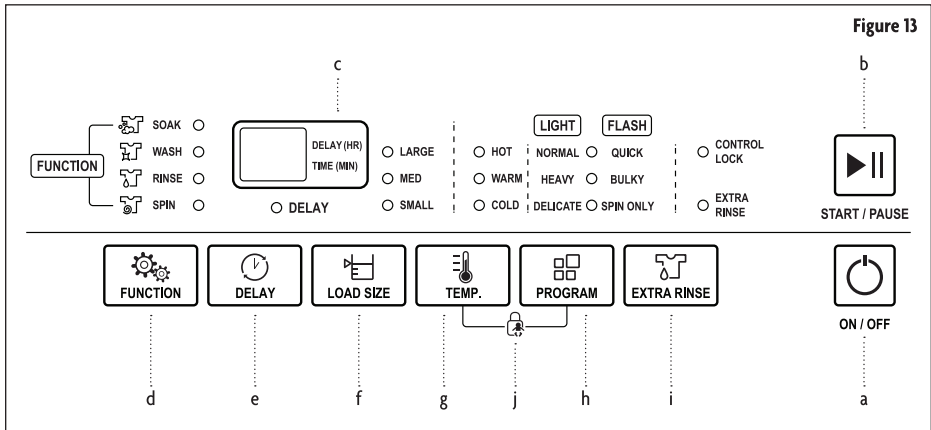 Figure 13
c
b
FUNCTION
SOAK
WASH
RINSE
SPIN
DELAY (HR)
TIME (MIN)
DELAY
LARGE
MED
SMALL
HOT
WARM
COLD
LIGHT FLASH
NORMAL QUICK
HEAVY BULKY
DELICATE SPIN ONLY
CONTROL
LOCK
EXTRA
RINSE
START / PAUSE
FUNCTION DELAY LOAD SIZE TEMP. PROGRAM EXTRA RINSE
ON / OFF
d e f g j h i a